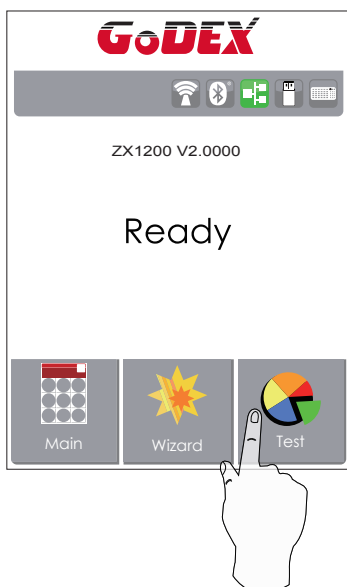 GoDEX
ZX1200 V2.0000
Ready
Main
Wizard
Test